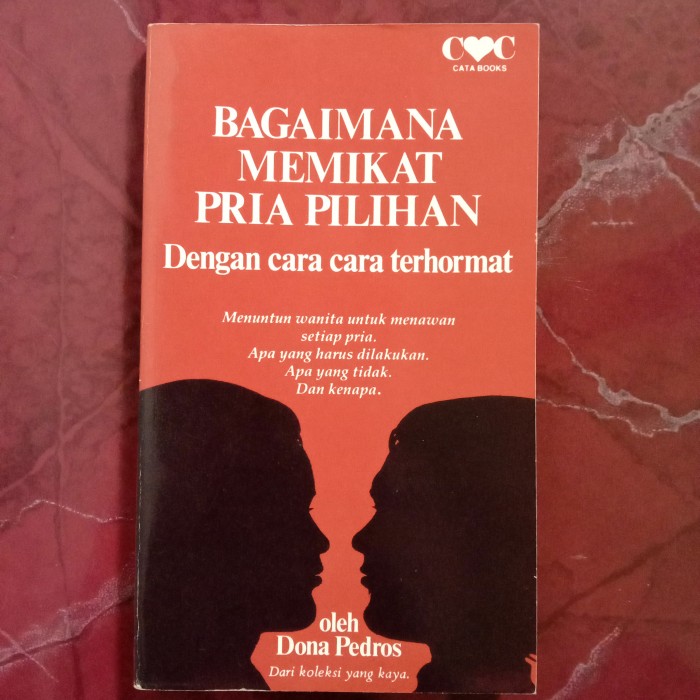 C♥C
CATA BOOKS
BAGAIMANA
MEMIKAT
PRIA PILIHAN
Dengan cara cara terhormat
Menuntun wanita untuk menawan
setiap pria.
Apa yang harus dilakukan.
Apa yang tidak.
Dan kenapa.
oleh
Dona Pedros
Dari koleksi yang kaya.